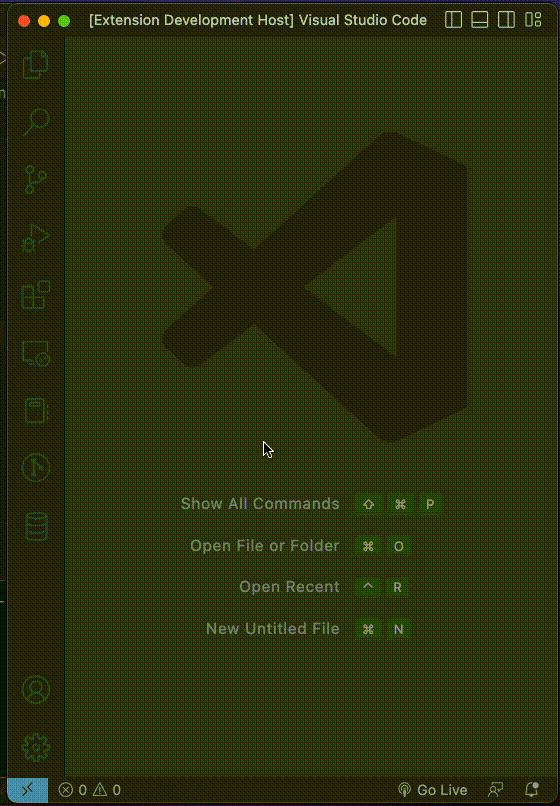 [Extension Development Host] Visual Studio Code
Show All Commands ⇧ ⌘ P
Open File or Folder ⌘ O
Open Recent ^ R
New Untitled File ⌘ N
0 0 Go Live